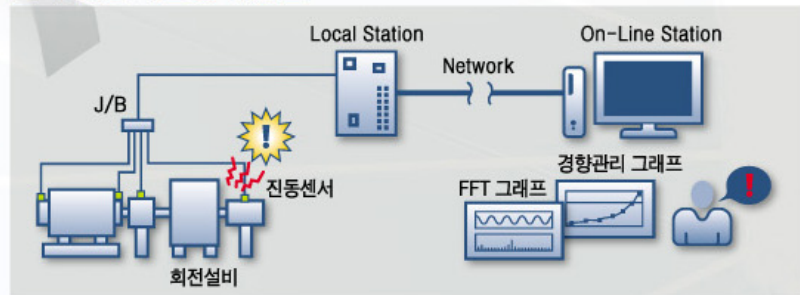 Local Station
On-Line Station
Network
J/B
!
진동센서
경향관리 그래프
FFT 그래프
!
회전설비